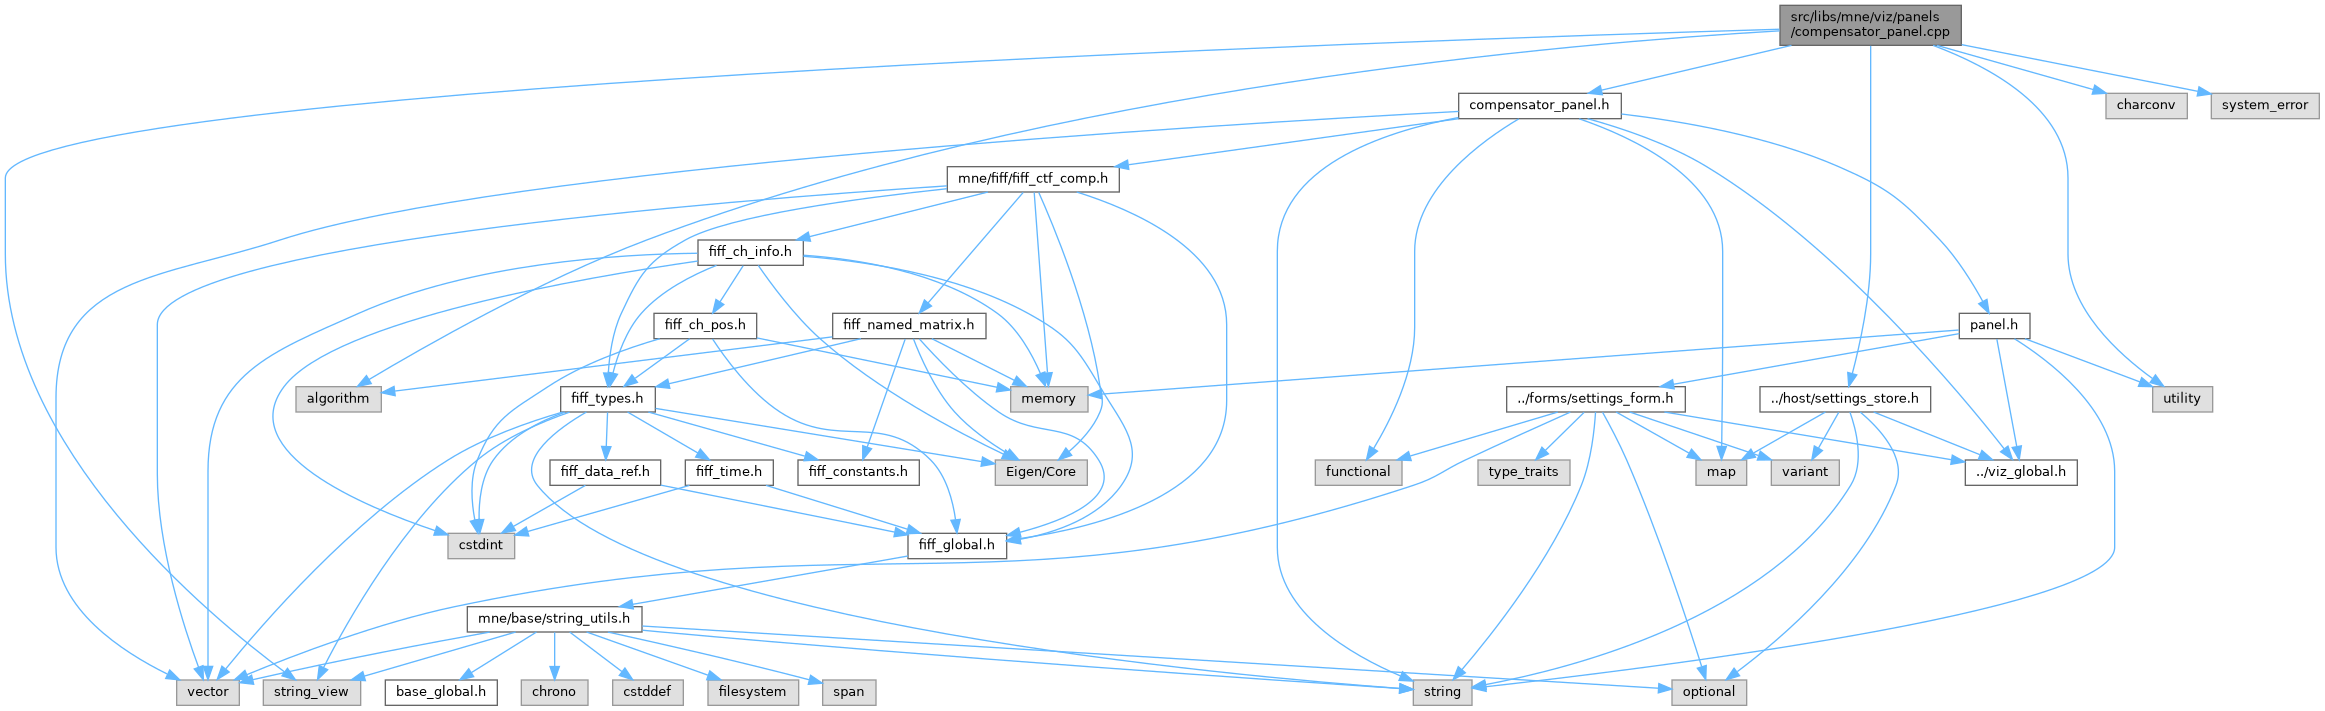 src/libs/mne/viz/panels
/compensator_panel.cpp
compensator_panel.h
charconv
system_error
mne/fiff/fiff_ctf_comp.h
fiff_ch_info.h
fiff_ch_pos.h
fiff_named_matrix.h
panel.h
algorithm
fiff_types.h
memory
../forms/settings_form.h
../host/settings_store.h
utility
fiff_data_ref.h
fiff_time.h
fiff_constants.h
Eigen/Core
functional
type_traits
map
variant
../viz_global.h
cstdint
fiff_global.h
mne/base/string_utils.h
vector
string_view
base_global.h
chrono
cstddef
filesystem
span
string
optional